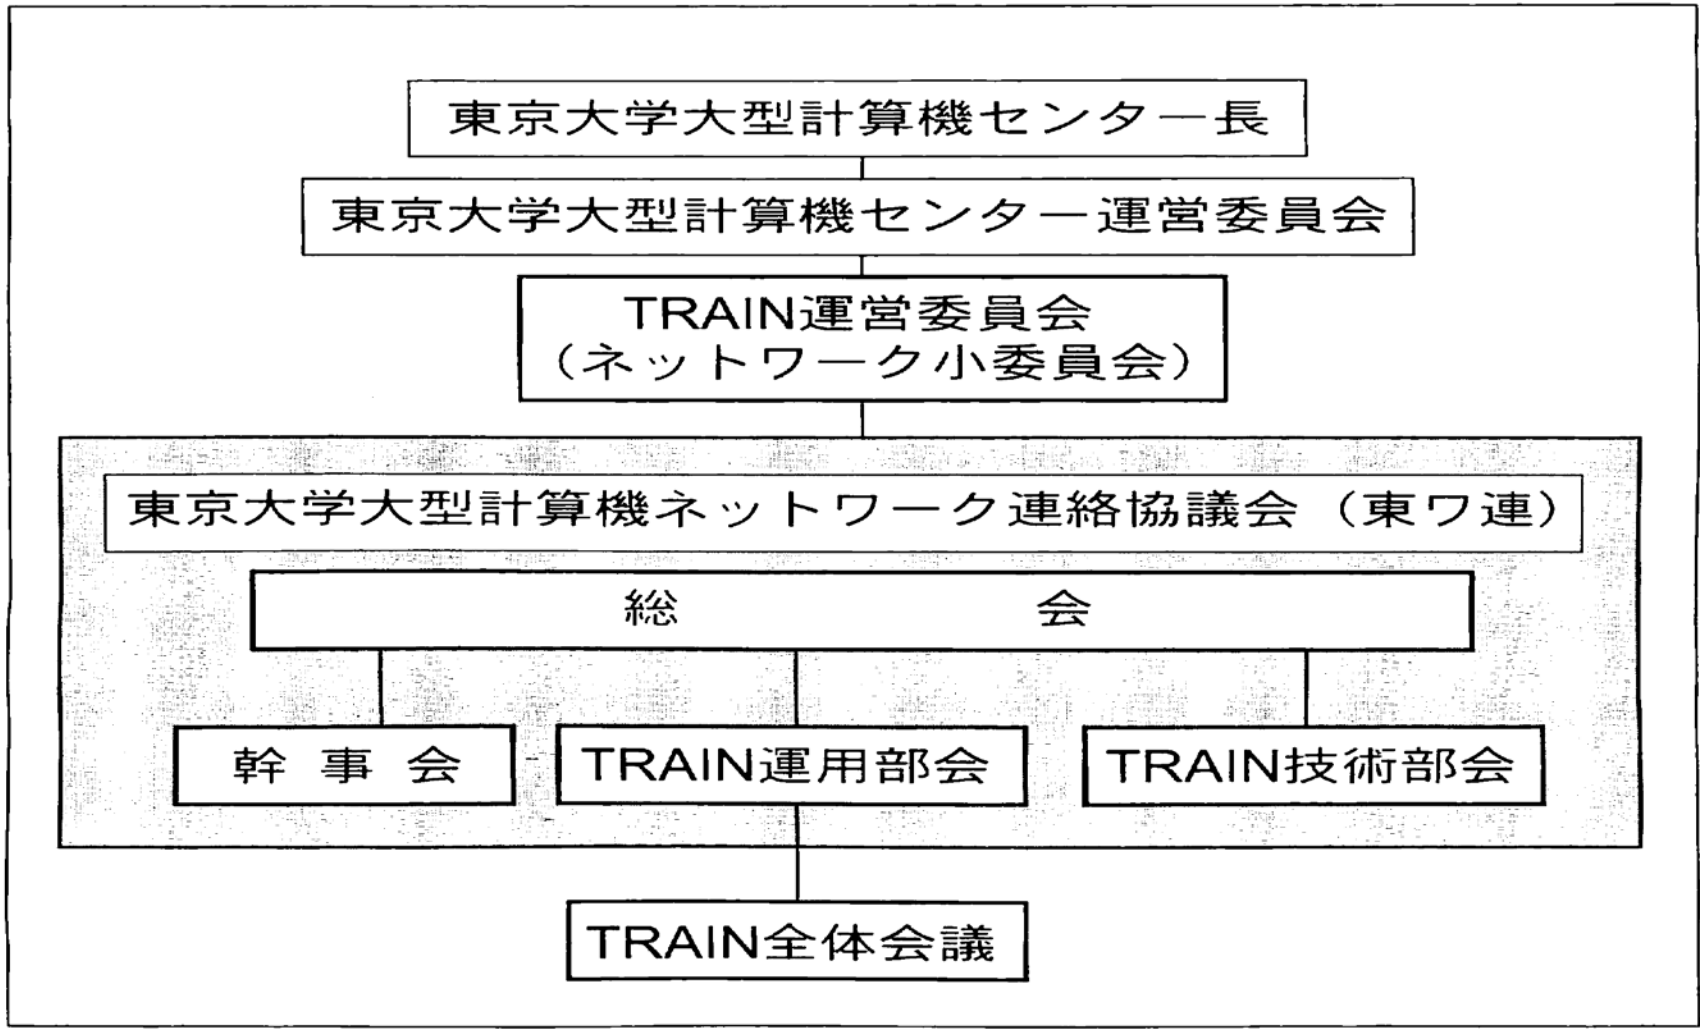 東京大学大型計算機センター長
東京大学大型計算機センター運営委員会
TRAIN運営委員会
（ネットワーク小委員会）
東京大学大型計算機ネットワーク連絡協議会（東ワ連）
総会
幹事会
TRAIN運用部会
TRAIN技術部会
TRAIN全体会議